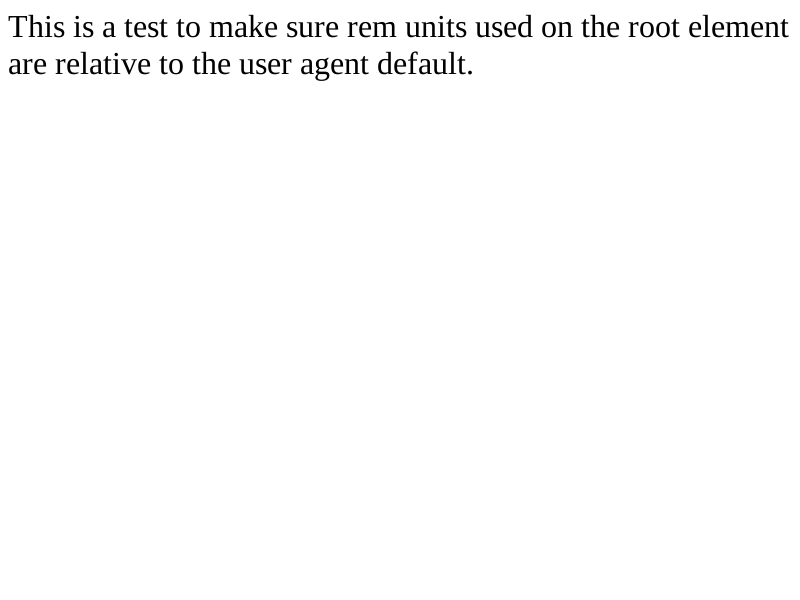 This is a test to make sure rem units used on the root element
are relative to the user agent default.